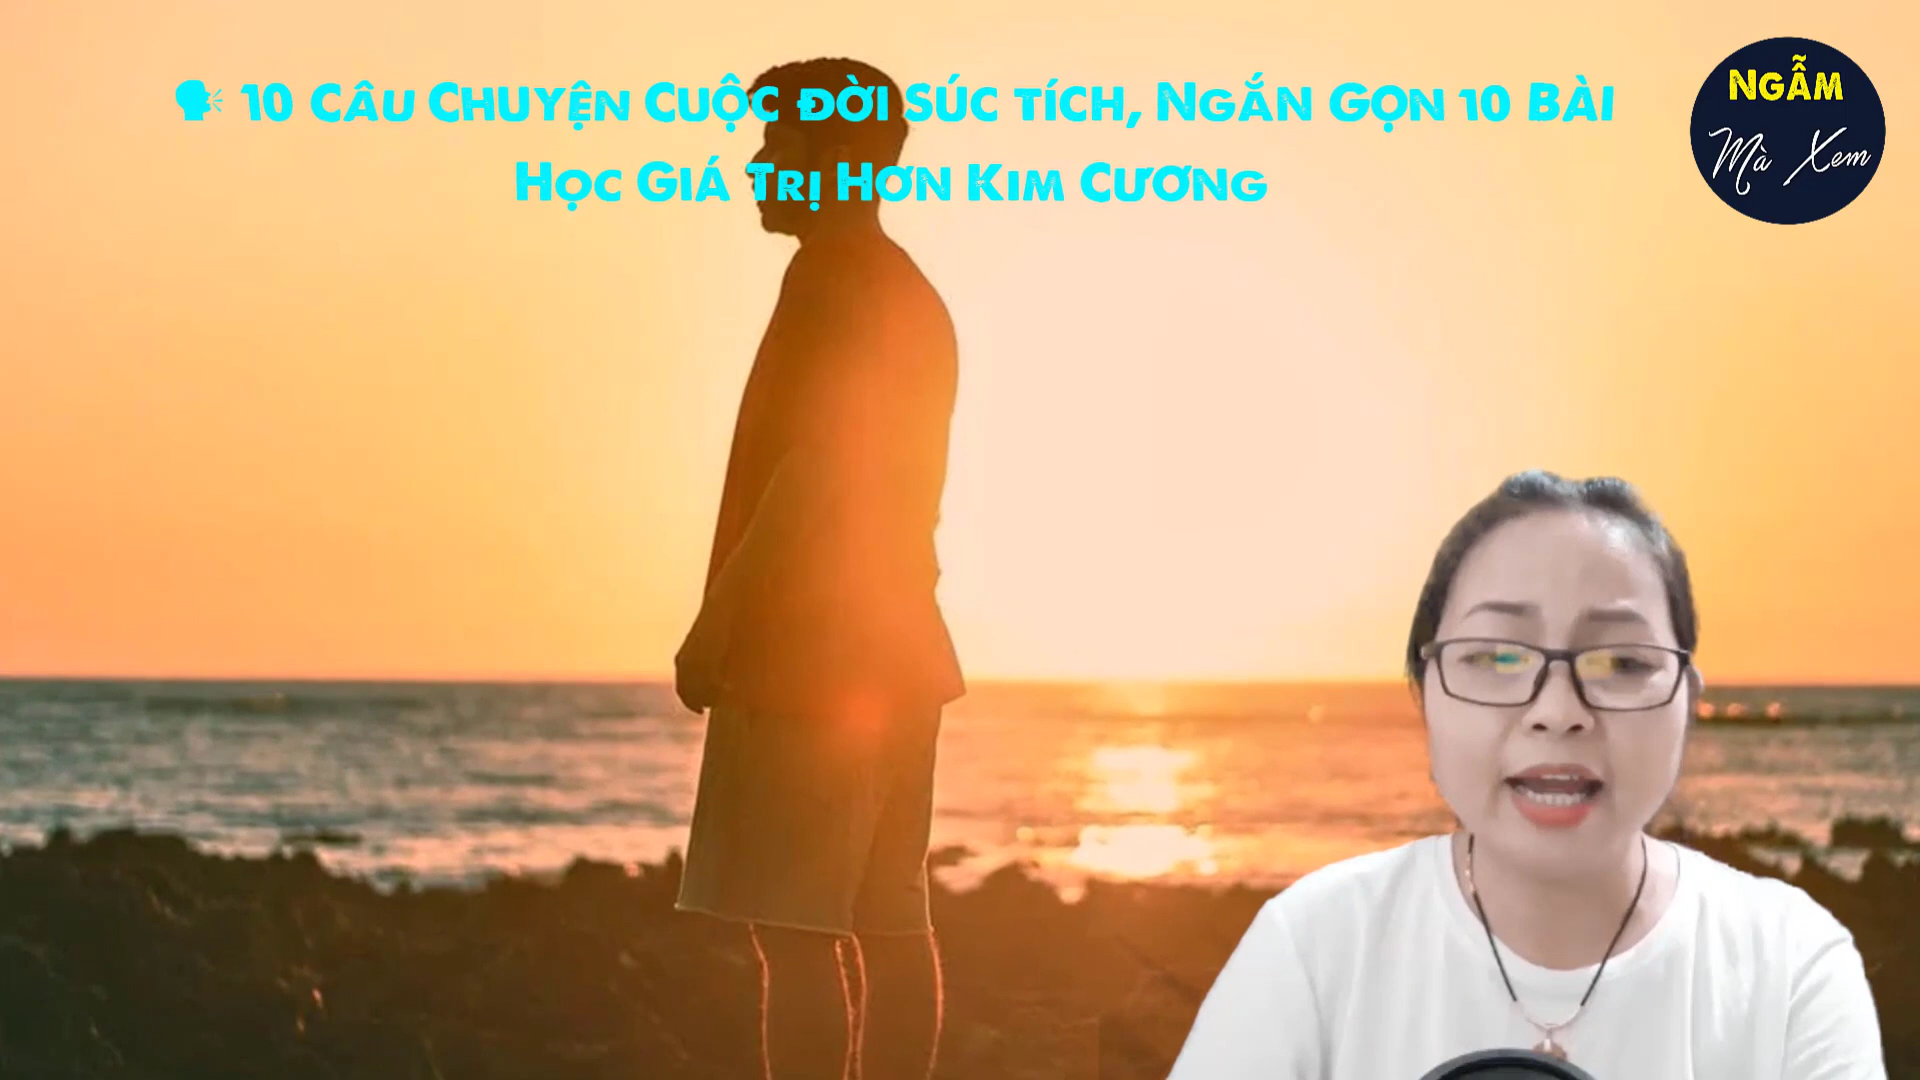 🗣 10 Câu Chuyện Cuộc Đời Súc Tích, Ngắn Gọn 10 Bài
Học Giá Trị Hơn Kim Cương
NGẪM
Mà Xem